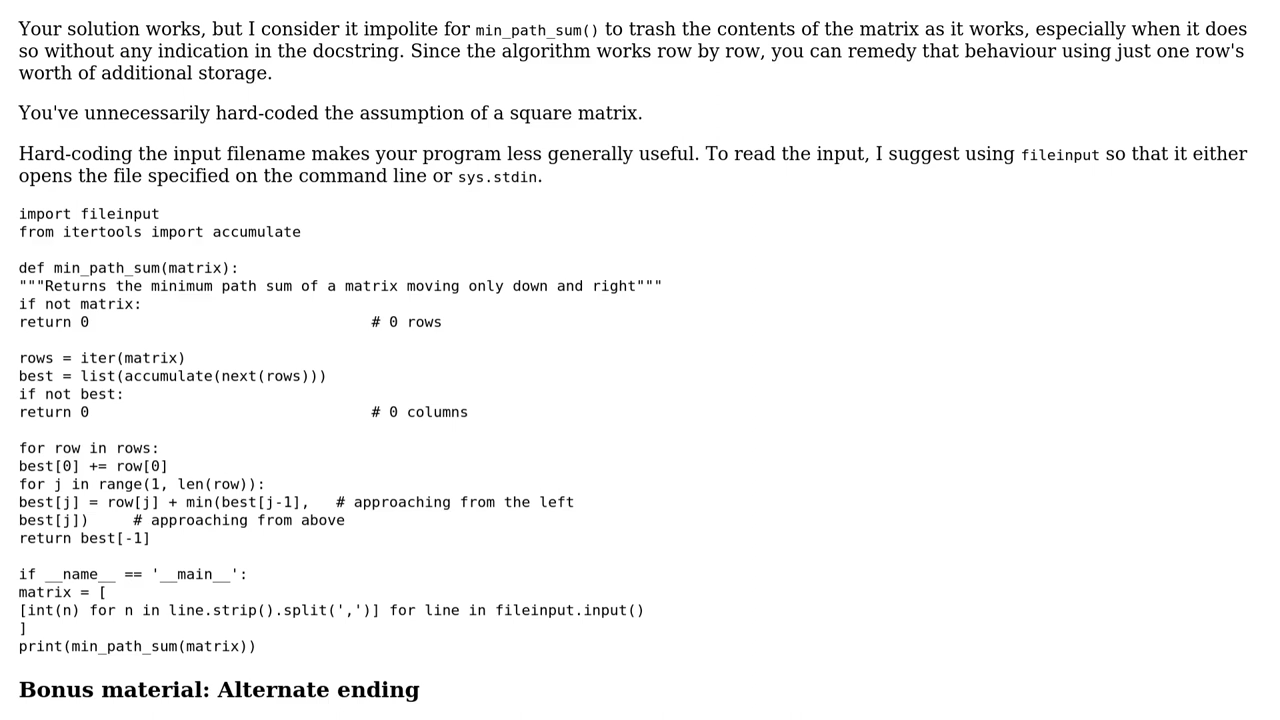 Your solution works, but I consider it impolite for min_path_sum() to trash the contents of the matrix as it works, especially when it does
so without any indication in the docstring. Since the algorithm works row by row, you can remedy that behaviour using just one row's
worth of additional storage.
You've unnecessarily hard-coded the assumption of a square matrix.
Hard-coding the input filename makes your program less generally useful. To read the input, I suggest using fileinput so that it either
opens the file specified on the command line or sys.stdin.
import fileinput
from itertools import accumulate
def min_path_sum(matrix):
"""Returns the minimum path sum of a matrix moving only down and right"""
if not matrix:
return 0                                # 0 rows
rows = iter(matrix)
best = list(accumulate(next(rows)))
if not best:
return 0                                # 0 columns
for row in rows:
best[0] += row[0]
for j in range(1, len(row)):
best[j] = row[j] + min(best[j-1],   # approaching from the left
best[j])     # approaching from above
return best[-1]
if __name__ == '__main__':
matrix = [
[int(n) for n in line.strip().split(',')] for line in fileinput.input()
]
print(min_path_sum(matrix))
Bonus material: Alternate ending